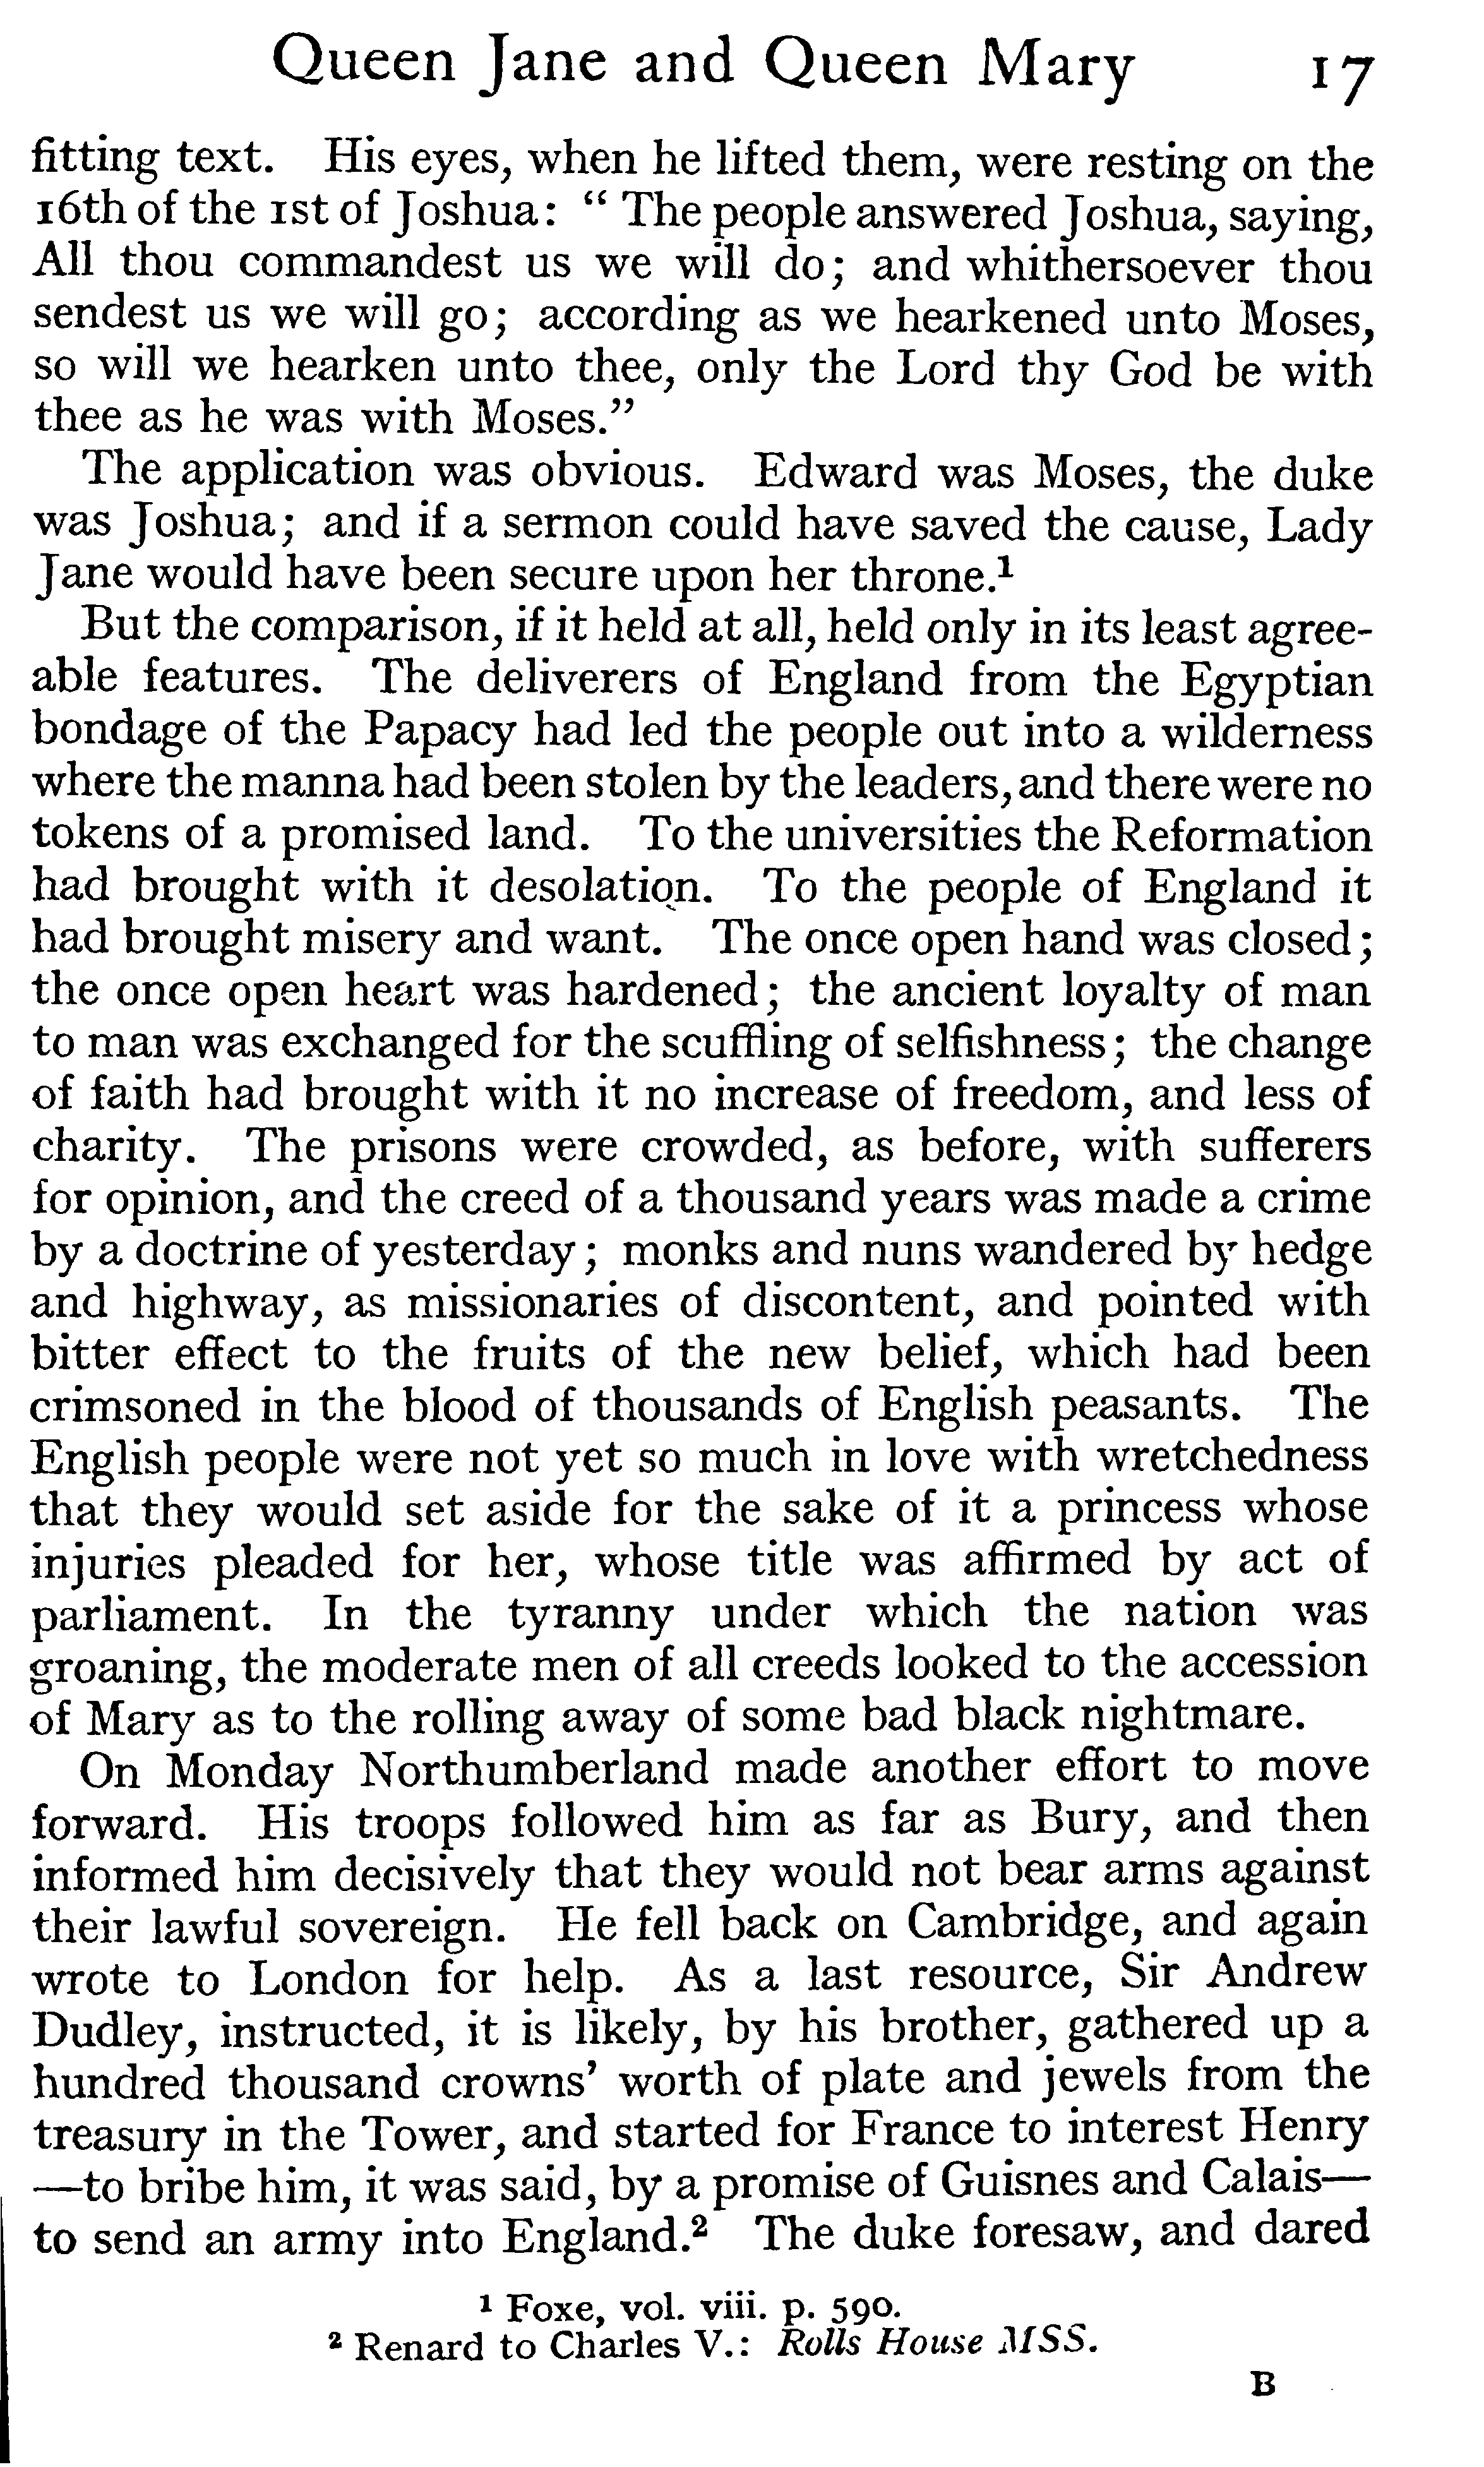 Queen Jane and Queen Mary 17
fitting text. His eyes, when he lifted them, were resting on the
16th of the 1st of Joshua: “ The people answered Joshua, saying,
All thou commandest us we will do; and whithersoever thou
sendest us we will go; according as we hearkened unto Moses,
so will we hearken unto thee, only the Lord thy God be with
thee as he was with Moses.”
The application was obvious. Edward was Moses, the duke
was Joshua; and if a sermon could have saved the cause, Lady
Jane would have been secure upon her throne.¹
But the comparison, if it held at all, held only in its least agree-
able features. The deliverers of England from the Egyptian
bondage of the Papacy had led the people out into a wilderness
where the manna had been stolen by the leaders, and there were no
tokens of a promised land. To the universities the Reformation
had brought with it desolation. To the people of England it
had brought misery and want. The once open hand was closed;
the once open heart was hardened; the ancient loyalty of man
to man was exchanged for the scuffling of selfishness; the change
of faith had brought with it no increase of freedom, and less of
charity. The prisons were crowded, as before, with sufferers
for opinion, and the creed of a thousand years was made a crime
by a doctrine of yesterday; monks and nuns wandered by hedge
and highway, as missionaries of discontent, and pointed with
bitter effect to the fruits of the new belief, which had been
crimsoned in the blood of thousands of English peasants. The
English people were not yet so much in love with wretchedness
that they would set aside for the sake of it a princess whose
injuries pleaded for her, whose title was affirmed by act of
parliament. In the tyranny under which the nation was
groaning, the moderate men of all creeds looked to the accession
of Mary as to the rolling away of some bad black nightmare.
On Monday Northumberland made another effort to move
forward. His troops followed him as far as Bury, and then
informed him decisively that they would not bear arms against
their lawful sovereign. He fell back on Cambridge, and again
wrote to London for help. As a last resource, Sir Andrew
Dudley, instructed, it is likely, by his brother, gathered up a
hundred thousand crowns’ worth of plate and jewels from the
treasury in the Tower, and started for France to interest Henry
—to bribe him, it was said, by a promise of Guisnes and Calais—
to send an army into England.² The duke foresaw, and dared
¹ Foxe, vol. viii. p. 590.
² Renard to Charles V.: Rolls House MSS.
B